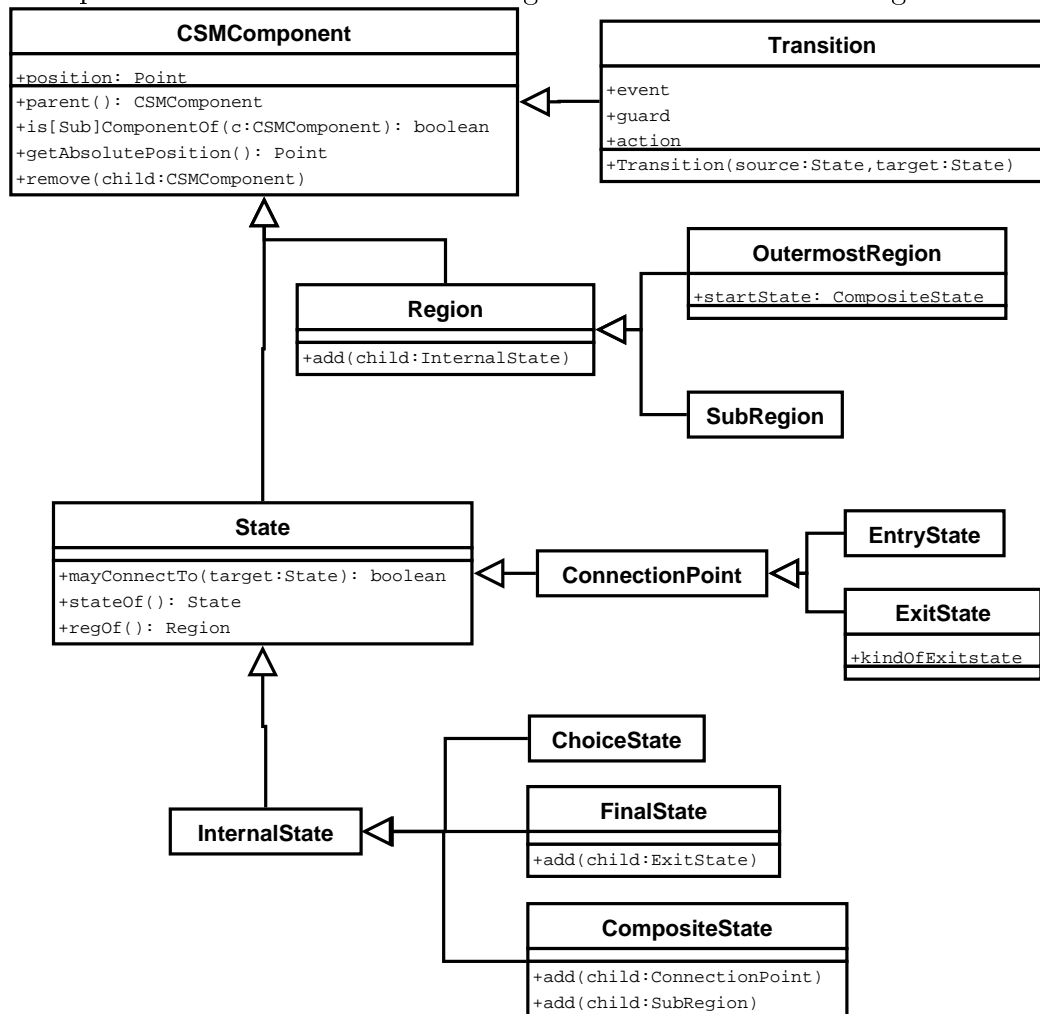 CSMComponent
+position: Point
+parent(): CSMComponent
+is[Sub]ComponentOf(c:CSMComponent): boolean
+getAbsolutePosition(): Point
+remove(child:CSMComponent)
Transition
+event
+guard
+action
+Transition(source:State,target:State)
OutermostRegion
+startState: CompositeState
Region
+add(child:InternalState)
SubRegion
State
+mayConnectTo(target:State): boolean
+stateOf(): State
+regOf(): Region
ConnectionPoint
EntryState
ExitState
+kindOfExitstate
ChoiceState
InternalState
FinalState
+add(child:ExitState)
CompositeState
+add(child:ConnectionPoint)
+add(child:SubRegion)